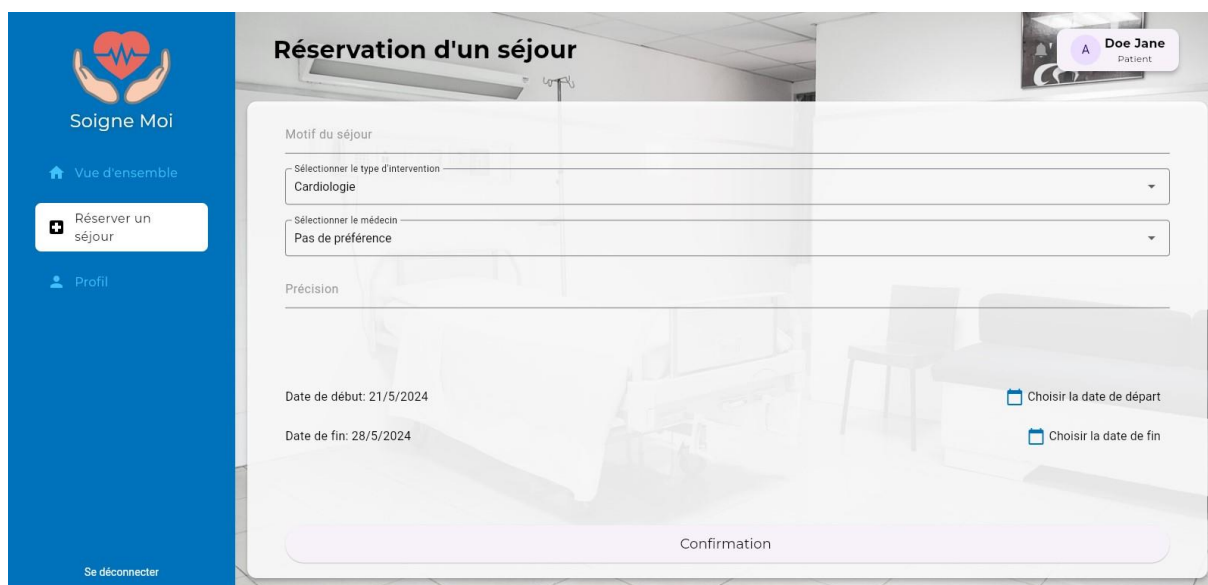 Soigne Moi
Vue d'ensemble
Réserver un
séjour
Profil
Se déconnecter
Réservation d'un séjour
A
Doe Jane
Patient
Motif du séjour
Sélectionner le type d'intervention
Cardiologie
Sélectionner le médecin
Pas de préférence
Précision
Date de début: 21/5/2024
Choisir la date de départ
Date de fin: 28/5/2024
Choisir la date de fin
Confirmation